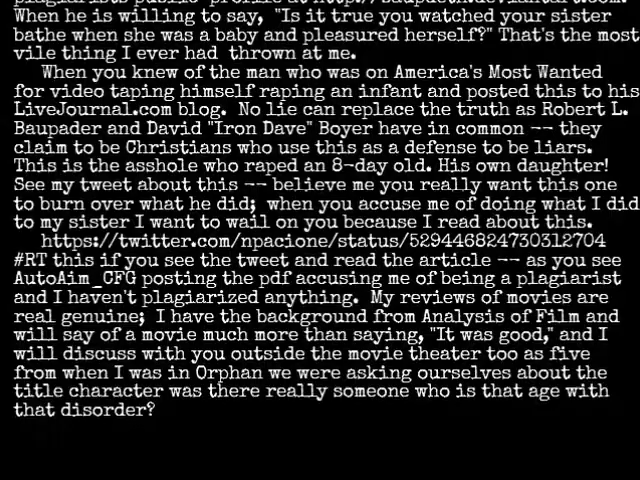 plagiarists public profile at
When he is willing to say, "Is it true you watched your sister
bathe when she was a baby and pleasured herself?" That's the most
vile thing I ever had thrown at me.
When you knew of the man who was on America's Most Wanted
for video taping himself raping an infant and posted this to his
LiveJournal.com blog. No lie can replace the truth as Robert L.
Baupader and David "Iron Dave" Boyer have in common -- they
claim to be Christians who use this as a defense to be liars.
This is the asshole who raped an 8-day old. His own daughter!
See my tweet about this -- believe me you really want this one
to burn over what he did; when you accuse me of doing what I did
to my sister I want to wail on you because I read about this.
https://twitter.com/npacione/status/529446824730312704
#RT this if you see the tweet and read the article -- as you see
AutoAim_CFG posting the pdf accusing me of being a plagiarist
and I haven't plagiarized anything. My reviews of movies are
real genuine; I have the background from Analysis of Film and
will say of a movie much more than saying, "It was good," and I
will discuss with you outside the movie theater too as five
from when I was in Orphan we were asking ourselves about the
title character was there really someone who is that age with
that disorder?